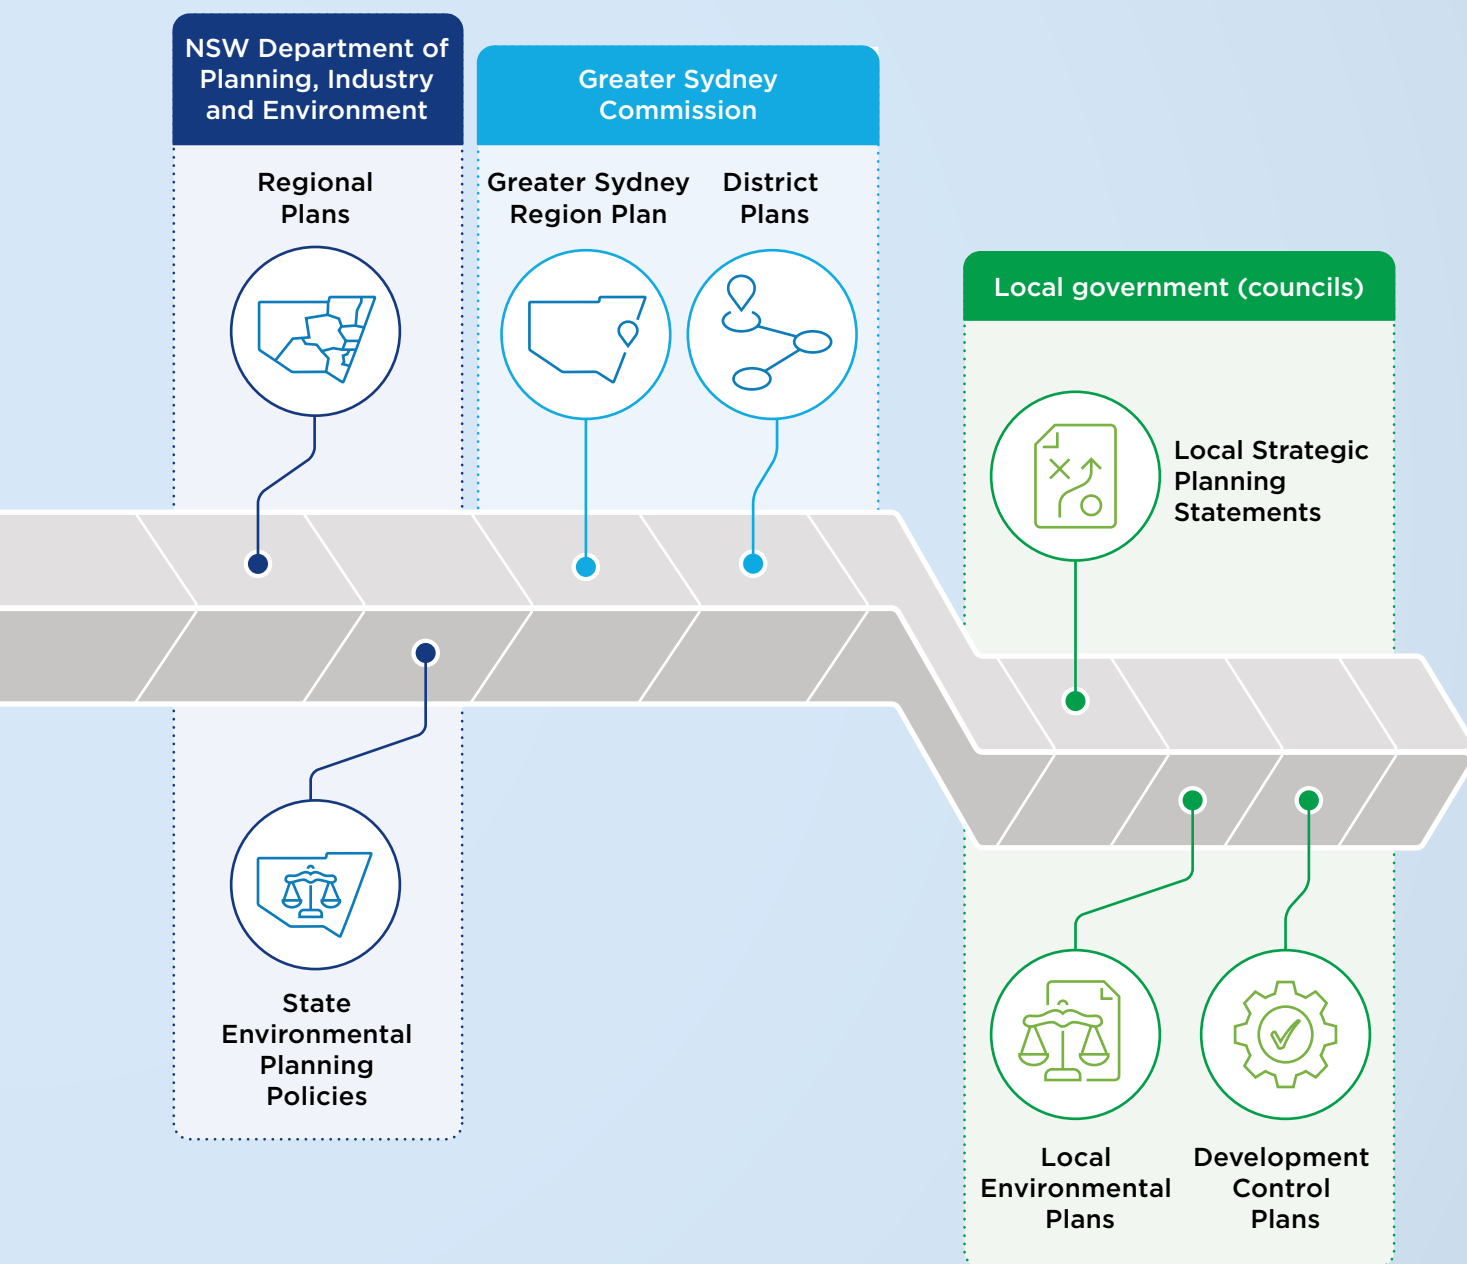 NSW Department of
Planning, Industry
and Environment
Greater Sydney
Commission
Regional
Plans
Greater Sydney
Region Plan
District
Plans
Local government (councils)
Local Strategic
Planning
Statements
State
Environmental
Planning
Policies
Local
Environmental
Plans
Development
Control
Plans